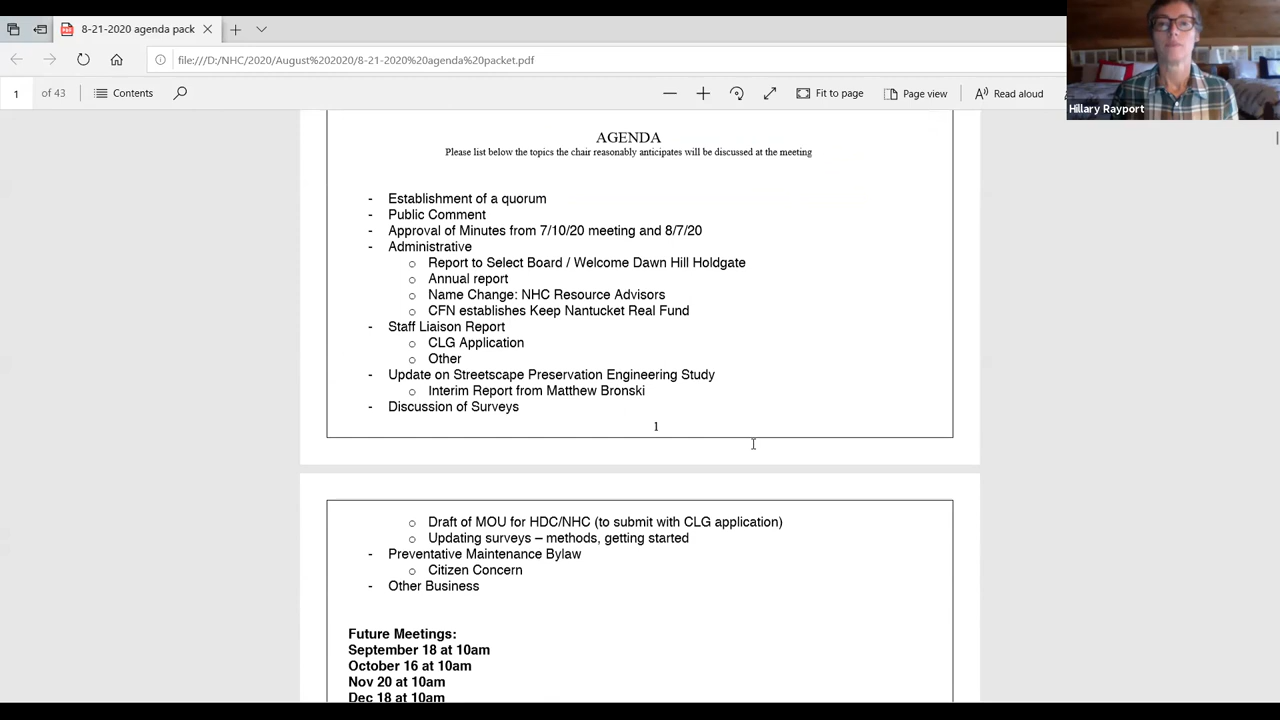 8-21-2020 agenda pack
file:///D:/NHC/2020/August%202020/8-21-2020%20agenda%20packet.pdf
1 of 43 Contents Fit to page Page view Read aloud
Hillary Rayport
AGENDA
Please list below the topics the chair reasonably anticipates will be discussed at the meeting
- Establishment of a quorum
- Public Comment
- Approval of Minutes from 7/10/20 meeting and 8/7/20
- Administrative
o Report to Select Board / Welcome Dawn Hill Holdgate
o Annual report
o Name Change: NHC Resource Advisors
o CFN establishes Keep Nantucket Real Fund
- Staff Liaison Report
o CLG Application
o Other
- Update on Streetscape Preservation Engineering Study
o Interim Report from Matthew Bronski
- Discussion of Surveys
1
o Draft of MOU for HDC/NHC (to submit with CLG application)
o Updating surveys – methods, getting started
- Preventative Maintenance Bylaw
o Citizen Concern
- Other Business
Future Meetings:
September 18 at 10am
October 16 at 10am
Nov 20 at 10am
Dec 18 at 10am